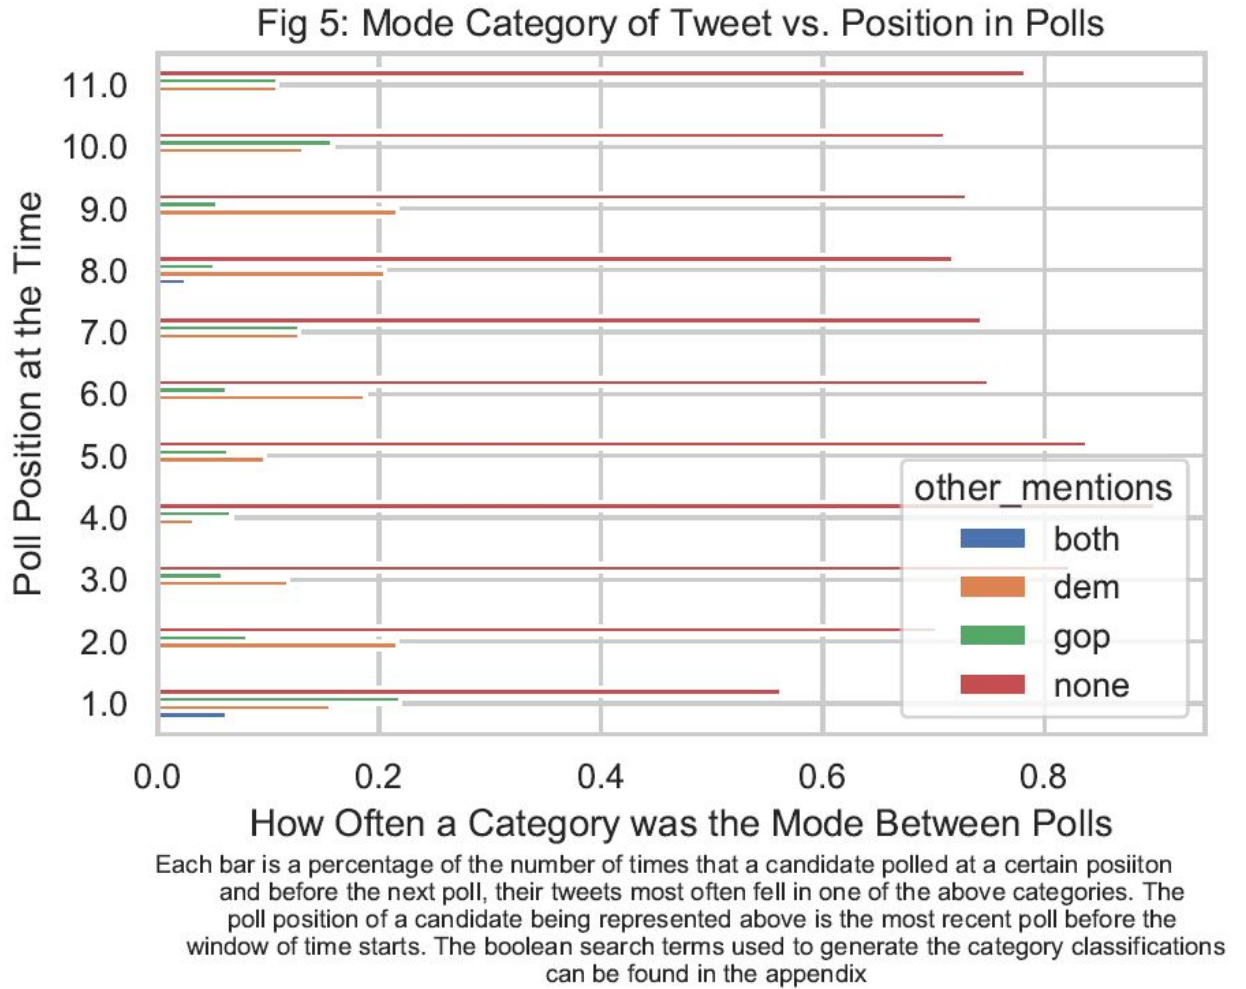 Fig 5: Mode Category of Tweet vs. Position in Polls
Poll Position at the Time
11.0
10.0
9.0
8.0
7.0
6.0
5.0
4.0
3.0
2.0
1.0
other_mentions
both
dem
gop
none
0.0 0.2 0.4 0.6 0.8
How Often a Category was the Mode Between Polls
Each bar is a percentage of the number of times that a candidate polled at a certain posiiton
and before the next poll, their tweets most often fell in one of the above categories. The
poll position of a candidate being represented above is the most recent poll before the
window of time starts. The boolean search terms used to generate the category classifications
can be found in the appendix